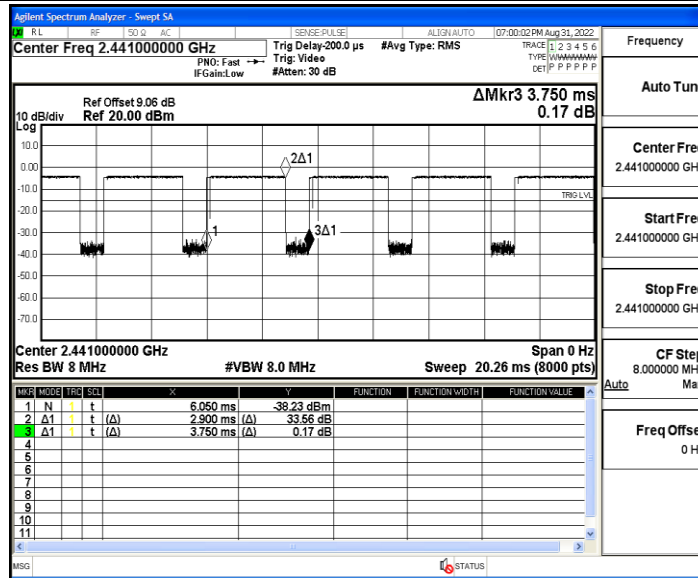 Agilent Spectrum Analyzer - Swept SA
RL RF 50 Ω AC SENSE:PULSE ALIGNAUTO 07:00:02 PM Aug 31, 2022
Center Freq 2.441000000 GHz
PNO: Fast
IFGain:Low
Trig Delay-200.0 µs
Trig: Video
#Atten: 30 dB
#Avg Type: RMS
TRACE 1 2 3 4 5 6
TYPE
DET P P P P P P
Ref Offset 9.06 dB
10 dB/div Ref 20.00 dBm
Log
ΔMkr3 3.750 ms
0.17 dB
10.0
0.00
-10.0
-20.0
-30.0
-40.0
-50.0
-60.0
-70.0
2Δ1
TRIG LVL
1
3Δ1
Center 2.441000000 GHz Span 0 Hz
Res BW 8 MHz #VBW 8.0 MHz Sweep 20.26 ms (8000 pts)
MKR MODE TRC SCL X Y FUNCTION FUNCTION WIDTH FUNCTION VALUE
1 N 1 t 6.050 ms -38.23 dBm
2 Δ1 1 t (Δ) 2.900 ms (Δ) 33.56 dB
3 Δ1 1 t (Δ) 3.750 ms (Δ) 0.17 dB
4
5
6
7
8
9
10
11
MSG STATUS
Frequency
Auto Tun
Center Fre
2.441000000 GH
Start Fre
2.441000000 GH
Stop Fre
2.441000000 GH
CF Ste
8.000000 MH
Auto Ma
Freq Offse
0 H